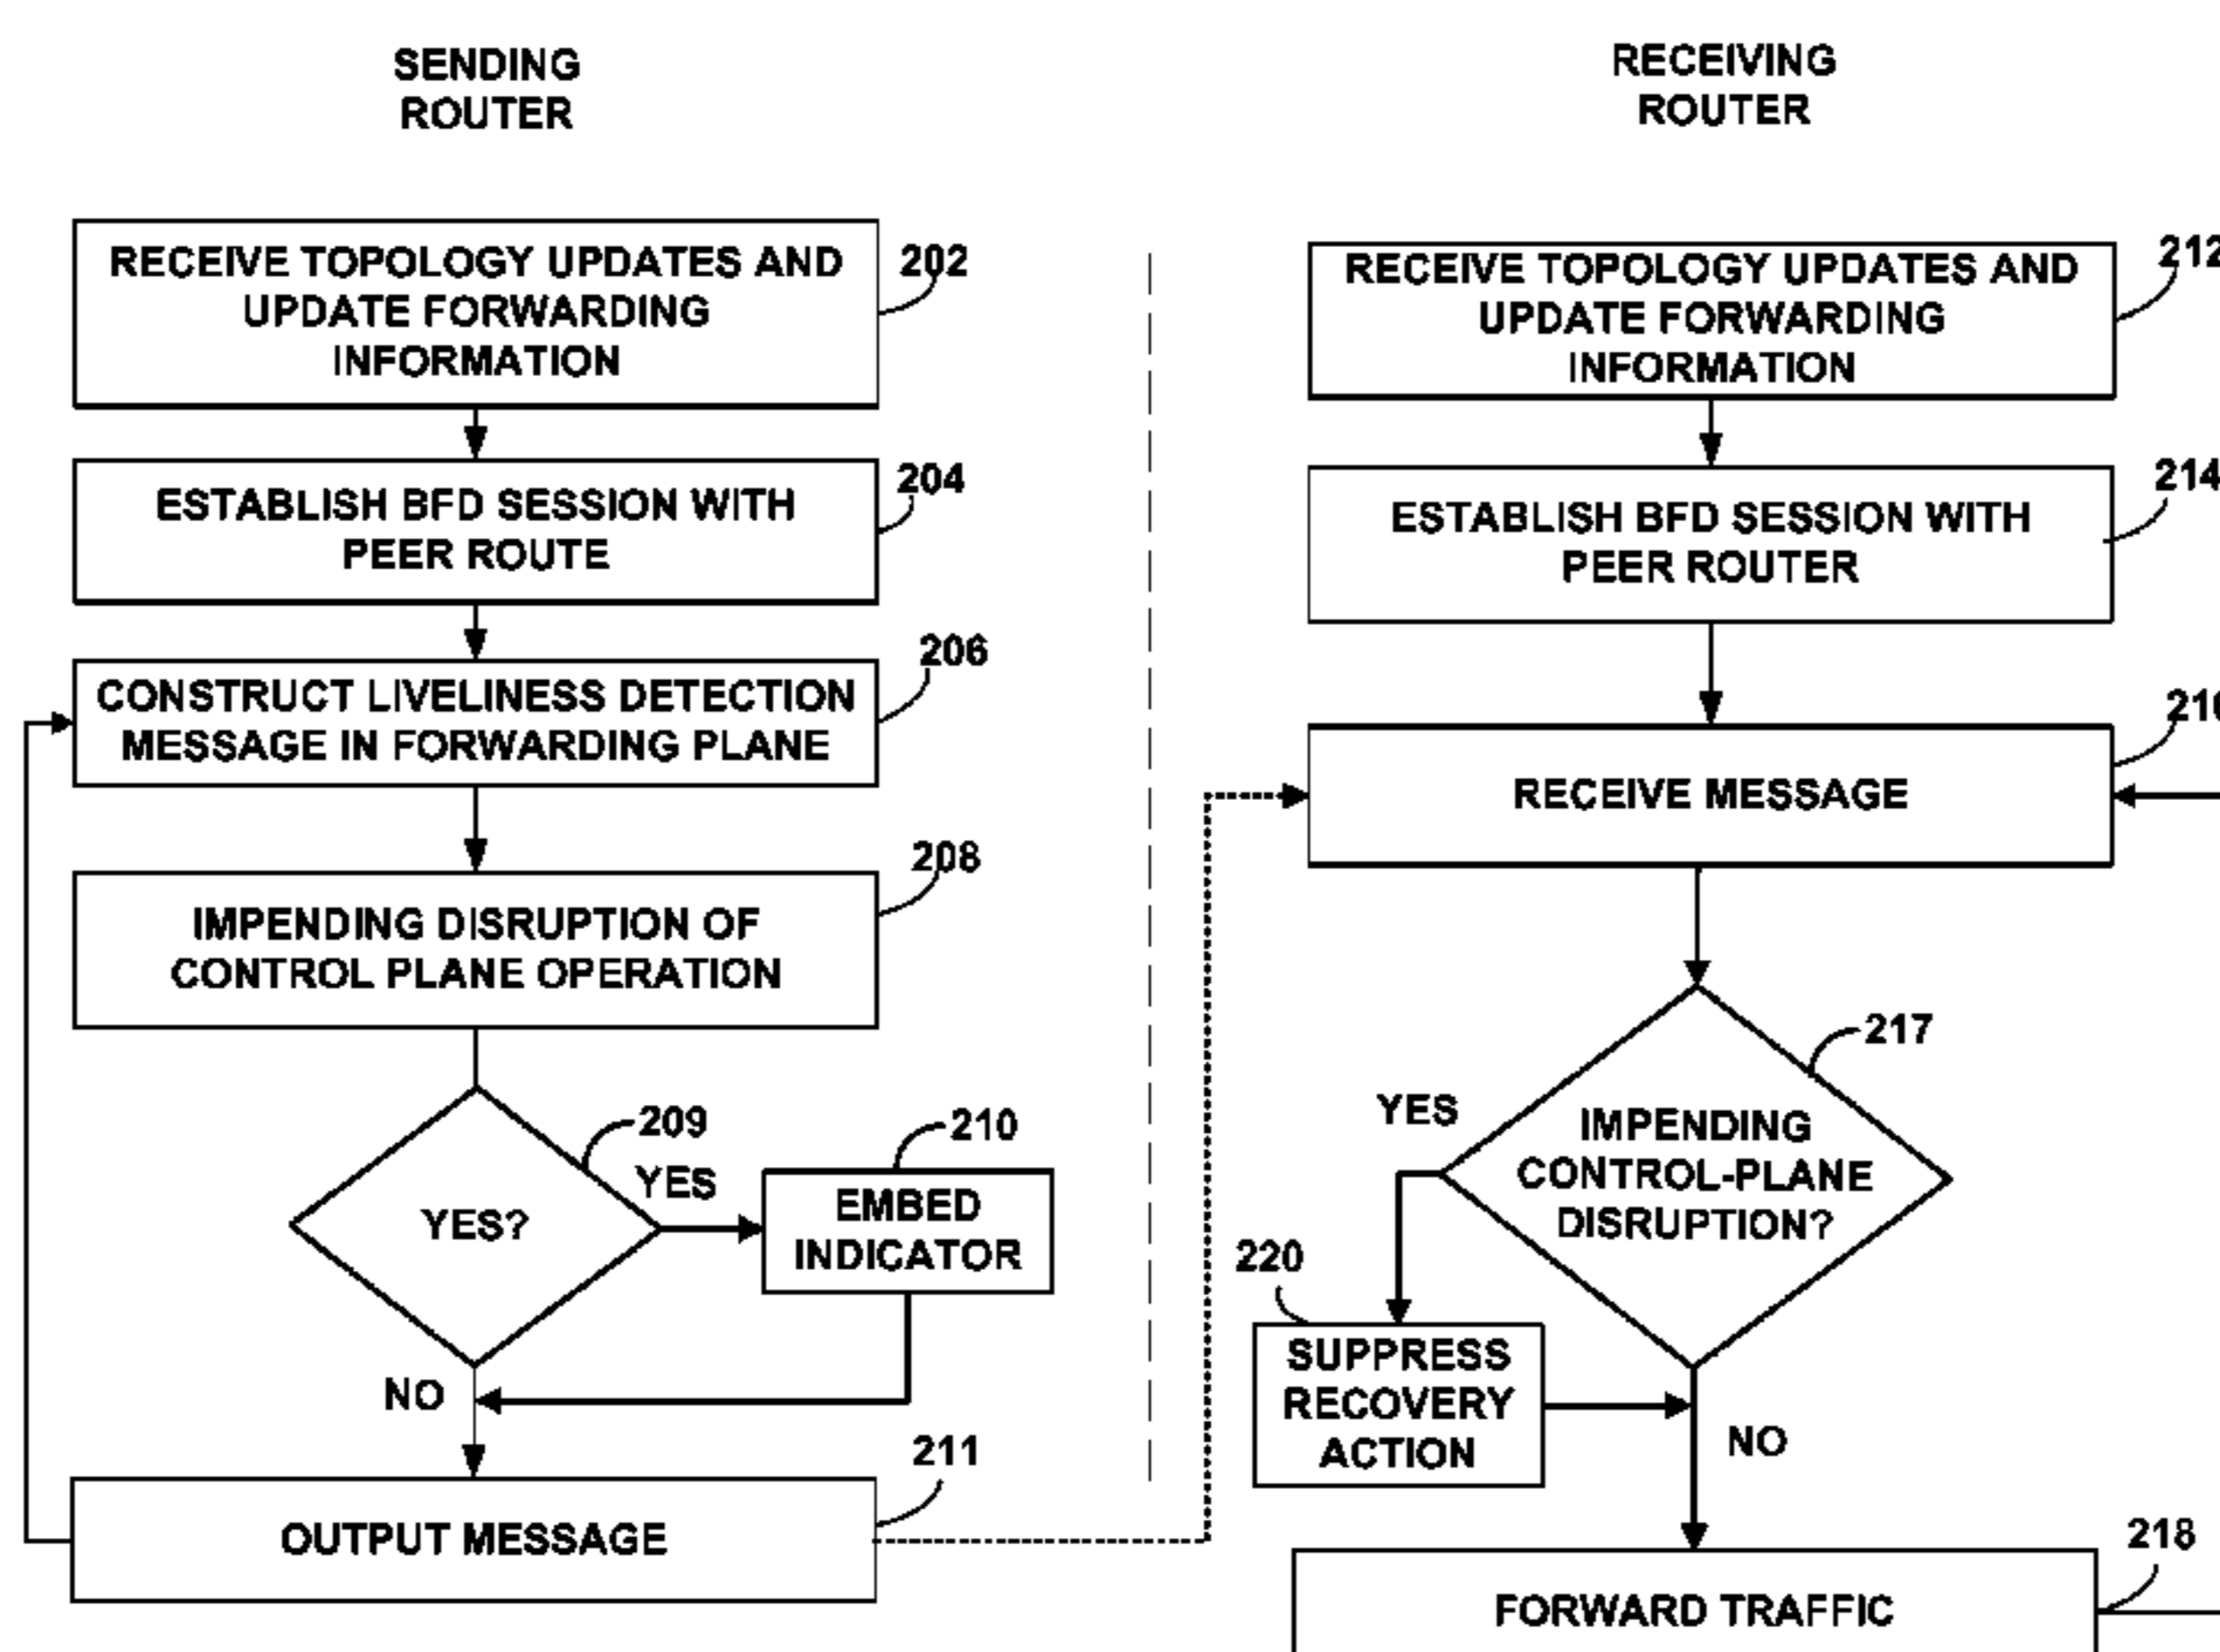 SENDING
ROUTER
RECEIVE TOPOLOGY UPDATES AND
UPDATE FORWARDING
INFORMATION
202
ESTABLISH BFD SESSION WITH
PEER ROUTE
204
CONSTRUCT LIVELINESS DETECTION
MESSAGE IN FORWARDING PLANE
206
IMPENDING DISRUPTION OF
CONTROL PLANE OPERATION
208
YES?
209
YES
210
EMBED
INDICATOR
NO
OUTPUT MESSAGE
211
RECEIVING
ROUTER
RECEIVE TOPOLOGY UPDATES AND
UPDATE FORWARDING
INFORMATION
212
ESTABLISH BFD SESSION WITH
PEER ROUTER
214
RECEIVE MESSAGE
IMPENDING
CONTROL-PLANE
DISRUPTION?
217
YES
220
SUPPRESS
RECOVERY
ACTION
NO
FORWARD TRAFFIC
218